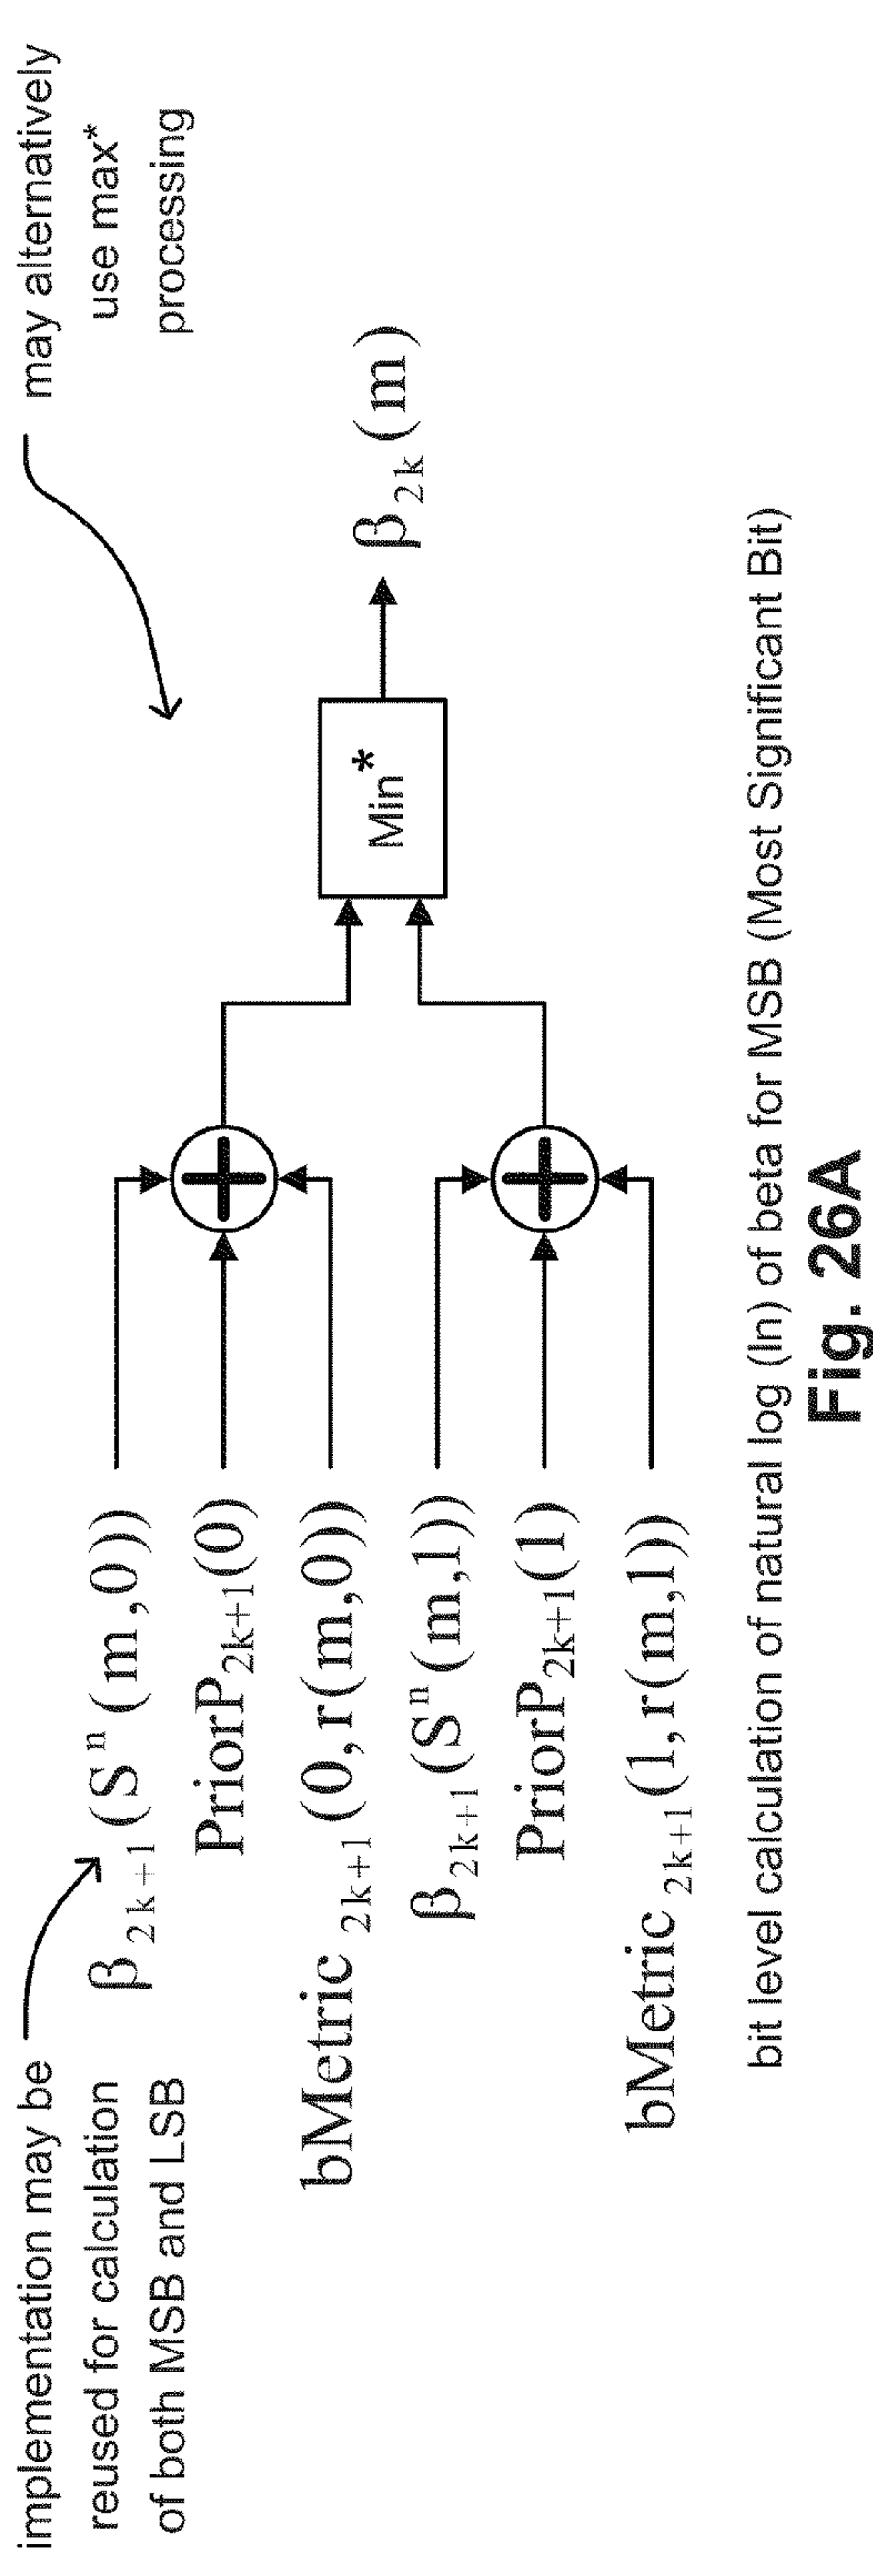 implementation may be
reused for calculation
of both MSB and LSB
may alternatively
use max*
processing
β2k+1(Sn(m,0))
PriorP2k+1(0)
bMetric2k+1(0,r(m,0))
β2k+1(Sn(m,1))
PriorP2k+1(1)
bMetric2k+1(1,r(m,1))
Min*
β2k(m)
bit level calculation of natural log (ln) of beta for MSB (Most Significant Bit)
Fig. 26A